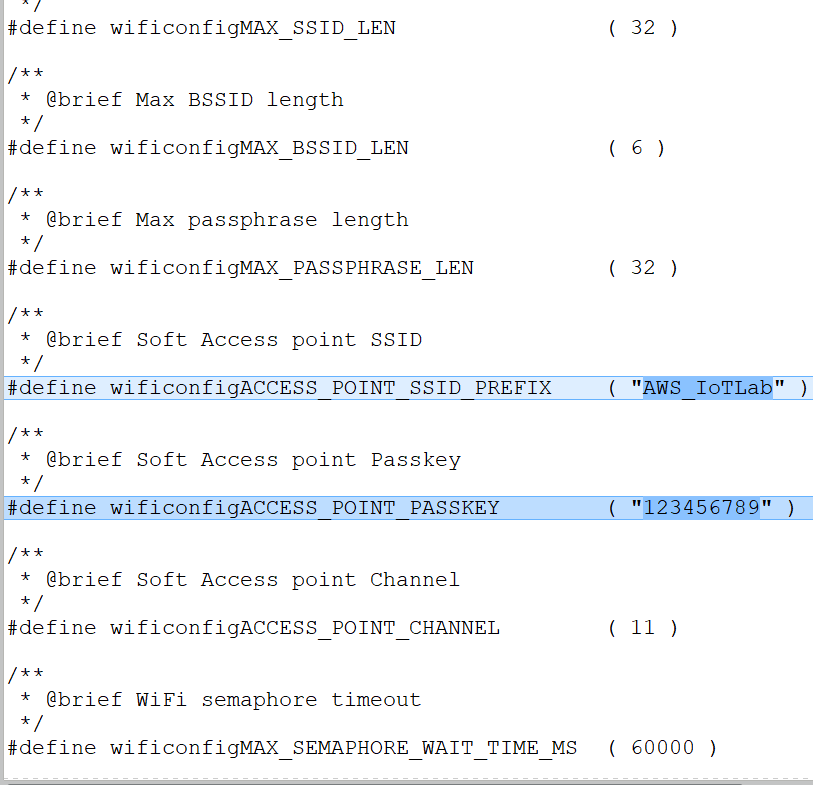 */
#define wificonfigMAX_SSID_LEN                ( 32 )
/**
 * @brief Max BSSID length
 */
#define wificonfigMAX_BSSID_LEN               ( 6 )
/**
 * @brief Max passphrase length
 */
#define wificonfigMAX_PASSPHRASE_LEN          ( 32 )
/**
 * @brief Soft Access point SSID
 */
#define wificonfigACCESS_POINT_SSID_PREFIX    ( "AWS_IoTLab" )
/**
 * @brief Soft Access point Passkey
 */
#define wificonfigACCESS_POINT_PASSKEY        ( "123456789" )
/**
 * @brief Soft Access point Channel
 */
#define wificonfigACCESS_POINT_CHANNEL        ( 11 )
/**
 * @brief WiFi semaphore timeout
 */
#define wificonfigMAX_SEMAPHORE_WAIT_TIME_MS  ( 60000 )